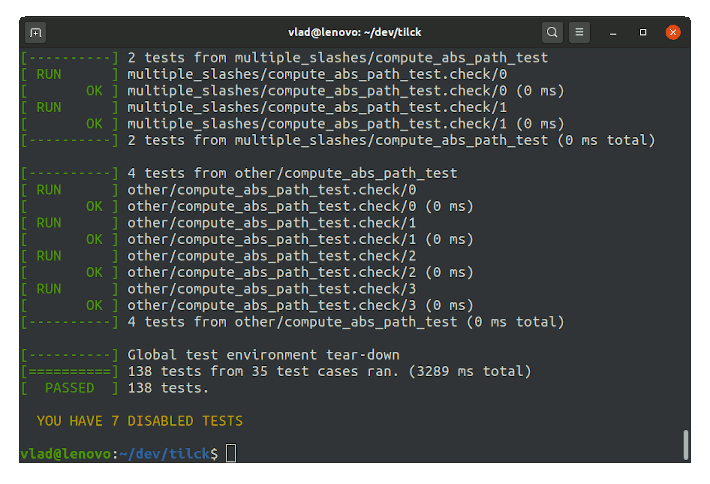 vlad@lenovo: ~/dev/tilck
[----------] 2 tests from multiple_slashes/compute_abs_path_test
[ RUN      ] multiple_slashes/compute_abs_path_test.check/0
[       OK ] multiple_slashes/compute_abs_path_test.check/0 (0 ms)
[ RUN      ] multiple_slashes/compute_abs_path_test.check/1
[       OK ] multiple_slashes/compute_abs_path_test.check/1 (0 ms)
[----------] 2 tests from multiple_slashes/compute_abs_path_test (0 ms total)
[----------] 4 tests from other/compute_abs_path_test
[ RUN      ] other/compute_abs_path_test.check/0
[       OK ] other/compute_abs_path_test.check/0 (0 ms)
[ RUN      ] other/compute_abs_path_test.check/1
[       OK ] other/compute_abs_path_test.check/1 (0 ms)
[ RUN      ] other/compute_abs_path_test.check/2
[       OK ] other/compute_abs_path_test.check/2 (0 ms)
[ RUN      ] other/compute_abs_path_test.check/3
[       OK ] other/compute_abs_path_test.check/3 (0 ms)
[----------] 4 tests from other/compute_abs_path_test (0 ms total)
[----------] Global test environment tear-down
[==========] 138 tests from 35 test cases ran. (3289 ms total)
[  PASSED  ] 138 tests.
YOU HAVE 7 DISABLED TESTS
vlad@lenovo:~/dev/tilck$